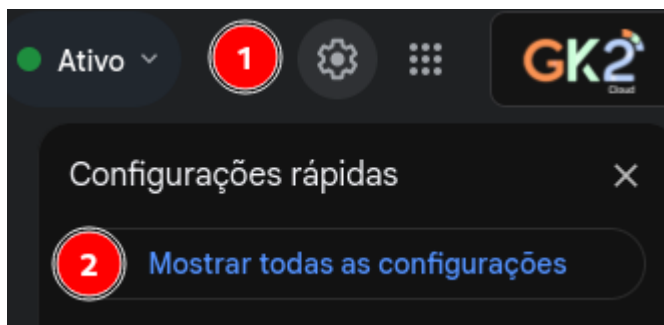 Ativo
1
GK2
Cloud
Configurações rápidas
2
Mostrar todas as configurações